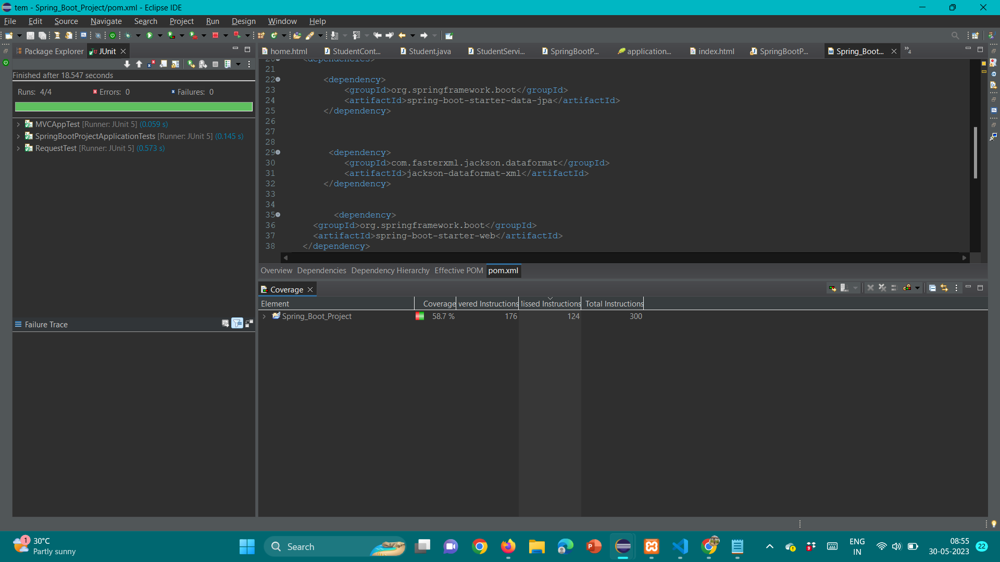 tem - Spring_Boot_Project/pom.xml - Eclipse IDE
File Edit Source Navigate Search Project Run Design Window Help
Package Explorer JUnit
home.html StudentCont... Student.java StudentServi... SpringBootP... application... index.html SpringBootP... Spring_Boot... 4
Finished after 18.547 seconds
Runs: 4/4 Errors: 0 Failures: 0
MVCAppTest [Runner: JUnit 5] (0.059 s)
SpringBootProjectApplicationTests [Runner: JUnit 5] (0.145 s)
RequestTest [Runner: JUnit 5] (0.573 s)
Failure Trace
20 <dependencies>
21
22 <dependency>
23 <groupId>org.springframework.boot</groupId>
24 <artifactId>spring-boot-starter-data-jpa</artifactId>
25 </dependency>
26
27
28
29 <dependency>
30 <groupId>com.fasterxml.jackson.dataformat</groupId>
31 <artifactId>jackson-dataformat-xml</artifactId>
32 </dependency>
33
34
35 <dependency>
36 <groupId>org.springframework.boot</groupId>
37 <artifactId>spring-boot-starter-web</artifactId>
38 </dependency>
Overview Dependencies Dependency Hierarchy Effective POM pom.xml
Coverage
Element Coverage vered Instructions lissed Instructions Total Instructions
Spring_Boot_Project 58.7 % 176 124 300
1 30°C
Partly sunny
Search
ENG
IN
08:55
30-05-2023
22